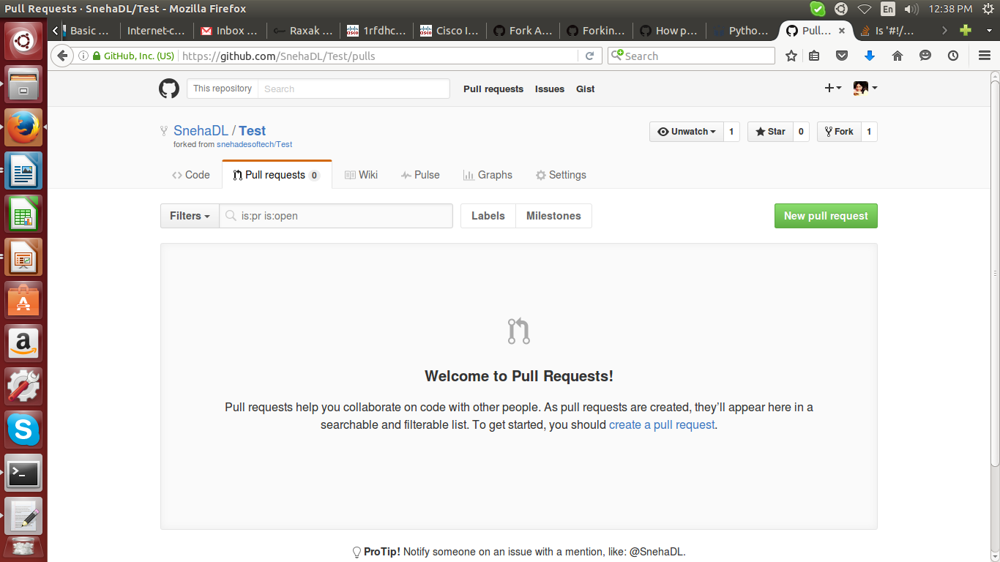 Pull Requests · SnehaDL/Test - Mozilla Firefox
En 12:38 PM
Basic ... Internet-c... Inbox ... Raxak ... 1rfdhc... Cisco I... Fork A... Forkin... How p... Pytho... Pull... Is '#!/...
GitHub, Inc. (US) https://github.com/SnehaDL/Test/pulls Search
This repository Search Pull requests Issues Gist
SnehaDL / Test Unwatch 1 Star 0 Fork 1
forked from snehadesoftech/Test
Code Pull requests 0 Wiki Pulse Graphs Settings
Filters is:pr is:open Labels Milestones New pull request
Welcome to Pull Requests!
Pull requests help you collaborate on code with other people. As pull requests are created, they'll appear here in a
searchable and filterable list. To get started, you should create a pull request.
ProTip! Notify someone on an issue with a mention, like: @SnehaDL.